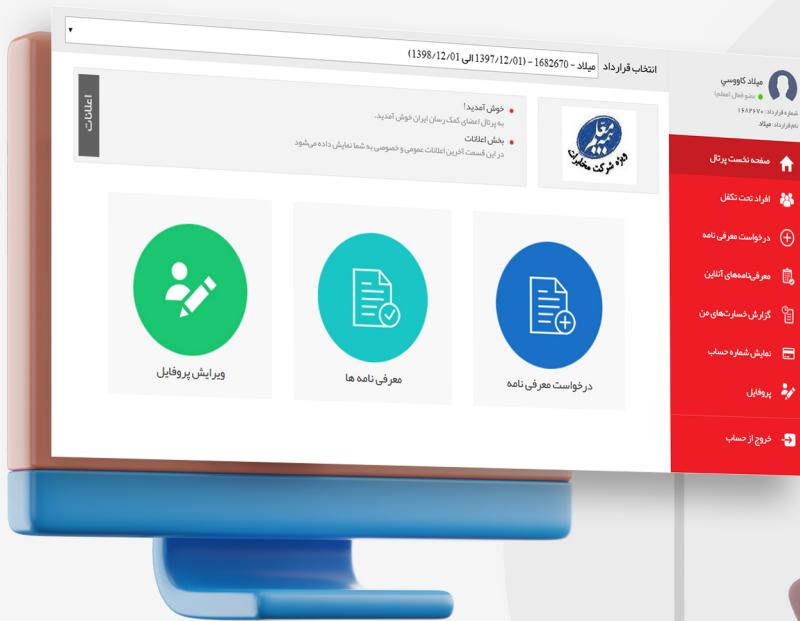 انتخاب قرارداد
میلاد - 1682670 - (1397/12/01 الی 1398/12/01)
میلاد کاووسي
عضو فعال (معلم)
شماره قرارداد: ۱۶۸۲۶۷۰
نام قرارداد: میلاد
صفحه نخست پرتال
افراد تحت تکفل
درخواست معرفی نامه
معرفی‌نامه‌های آنلاین
گزارش خسارت‌های من
نمایش شماره حساب
پروفایل
خروج از حساب
بیمه معلم
ویژه شرکت مخابرات
خوش آمدید!
به پرتال اعضای کمک رسان ایران خوش آمدید.
بخش اعلانات
در این قسمت آخرین اعلانات عمومی و خصوصی به شما نمایش داده می‌شود
اعلانات
درخواست معرفی نامه
معرفی نامه ها
ویرایش پروفایل